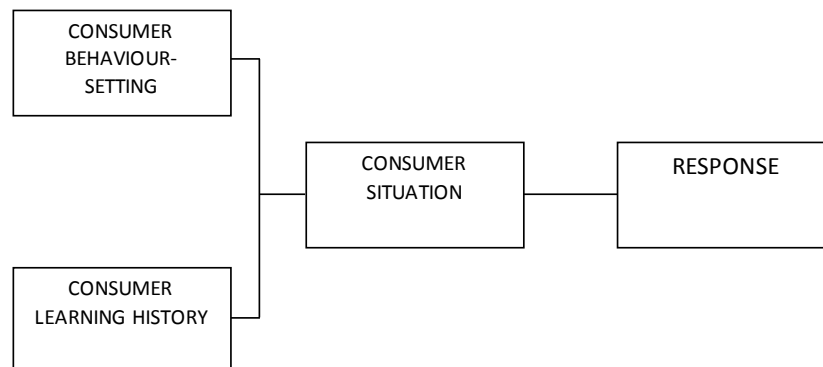 CONSUMER
BEHAVIOUR-
SETTING
CONSUMER
SITUATION
RESPONSE
CONSUMER
LEARNING HISTORY